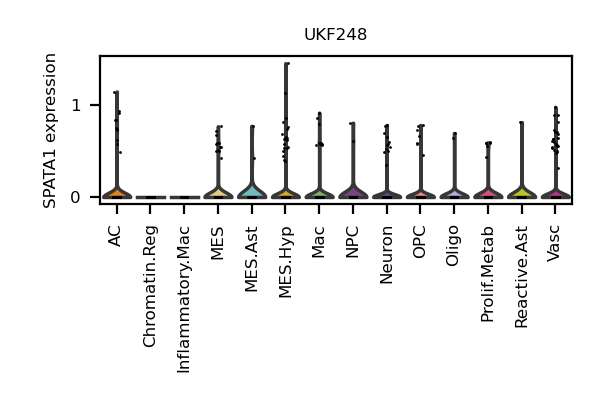 UKF248
SPATA1 expression
1
0
AC
Chromatin.Reg
Inflammatory.Mac
MES
MES.Ast
MES.Hyp
Mac
NPC
Neuron
OPC
Oligo
Prolif.Metab
Reactive.Ast
Vasc